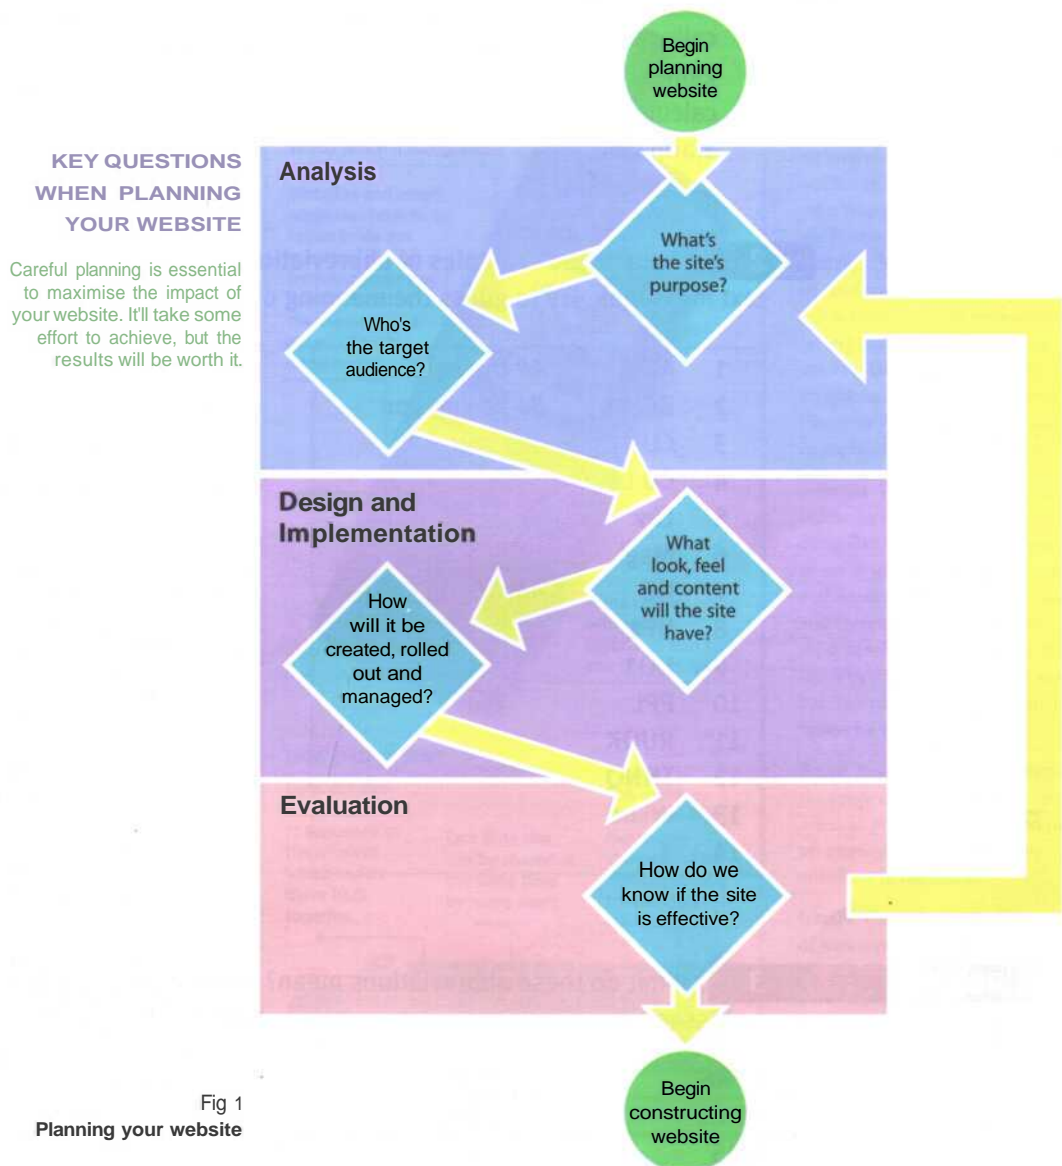 Begin
planning
website
KEY QUESTIONS
WHEN PLANNING
YOUR WEBSITE
Careful planning is essential
to maximise the impact of
your website. It'll take some
effort to achieve, but the
results will be worth it.
Analysis
What's
the site's
purpose?
Who's
the target
audience?
Design and
Implementation
What
look, feel
and content
will the site
have?
How
will it be
created, rolled
out and
managed?
Evaluation
How do we
know if the site
is effective?
Begin
constructing
website
Fig 1
Planning your website